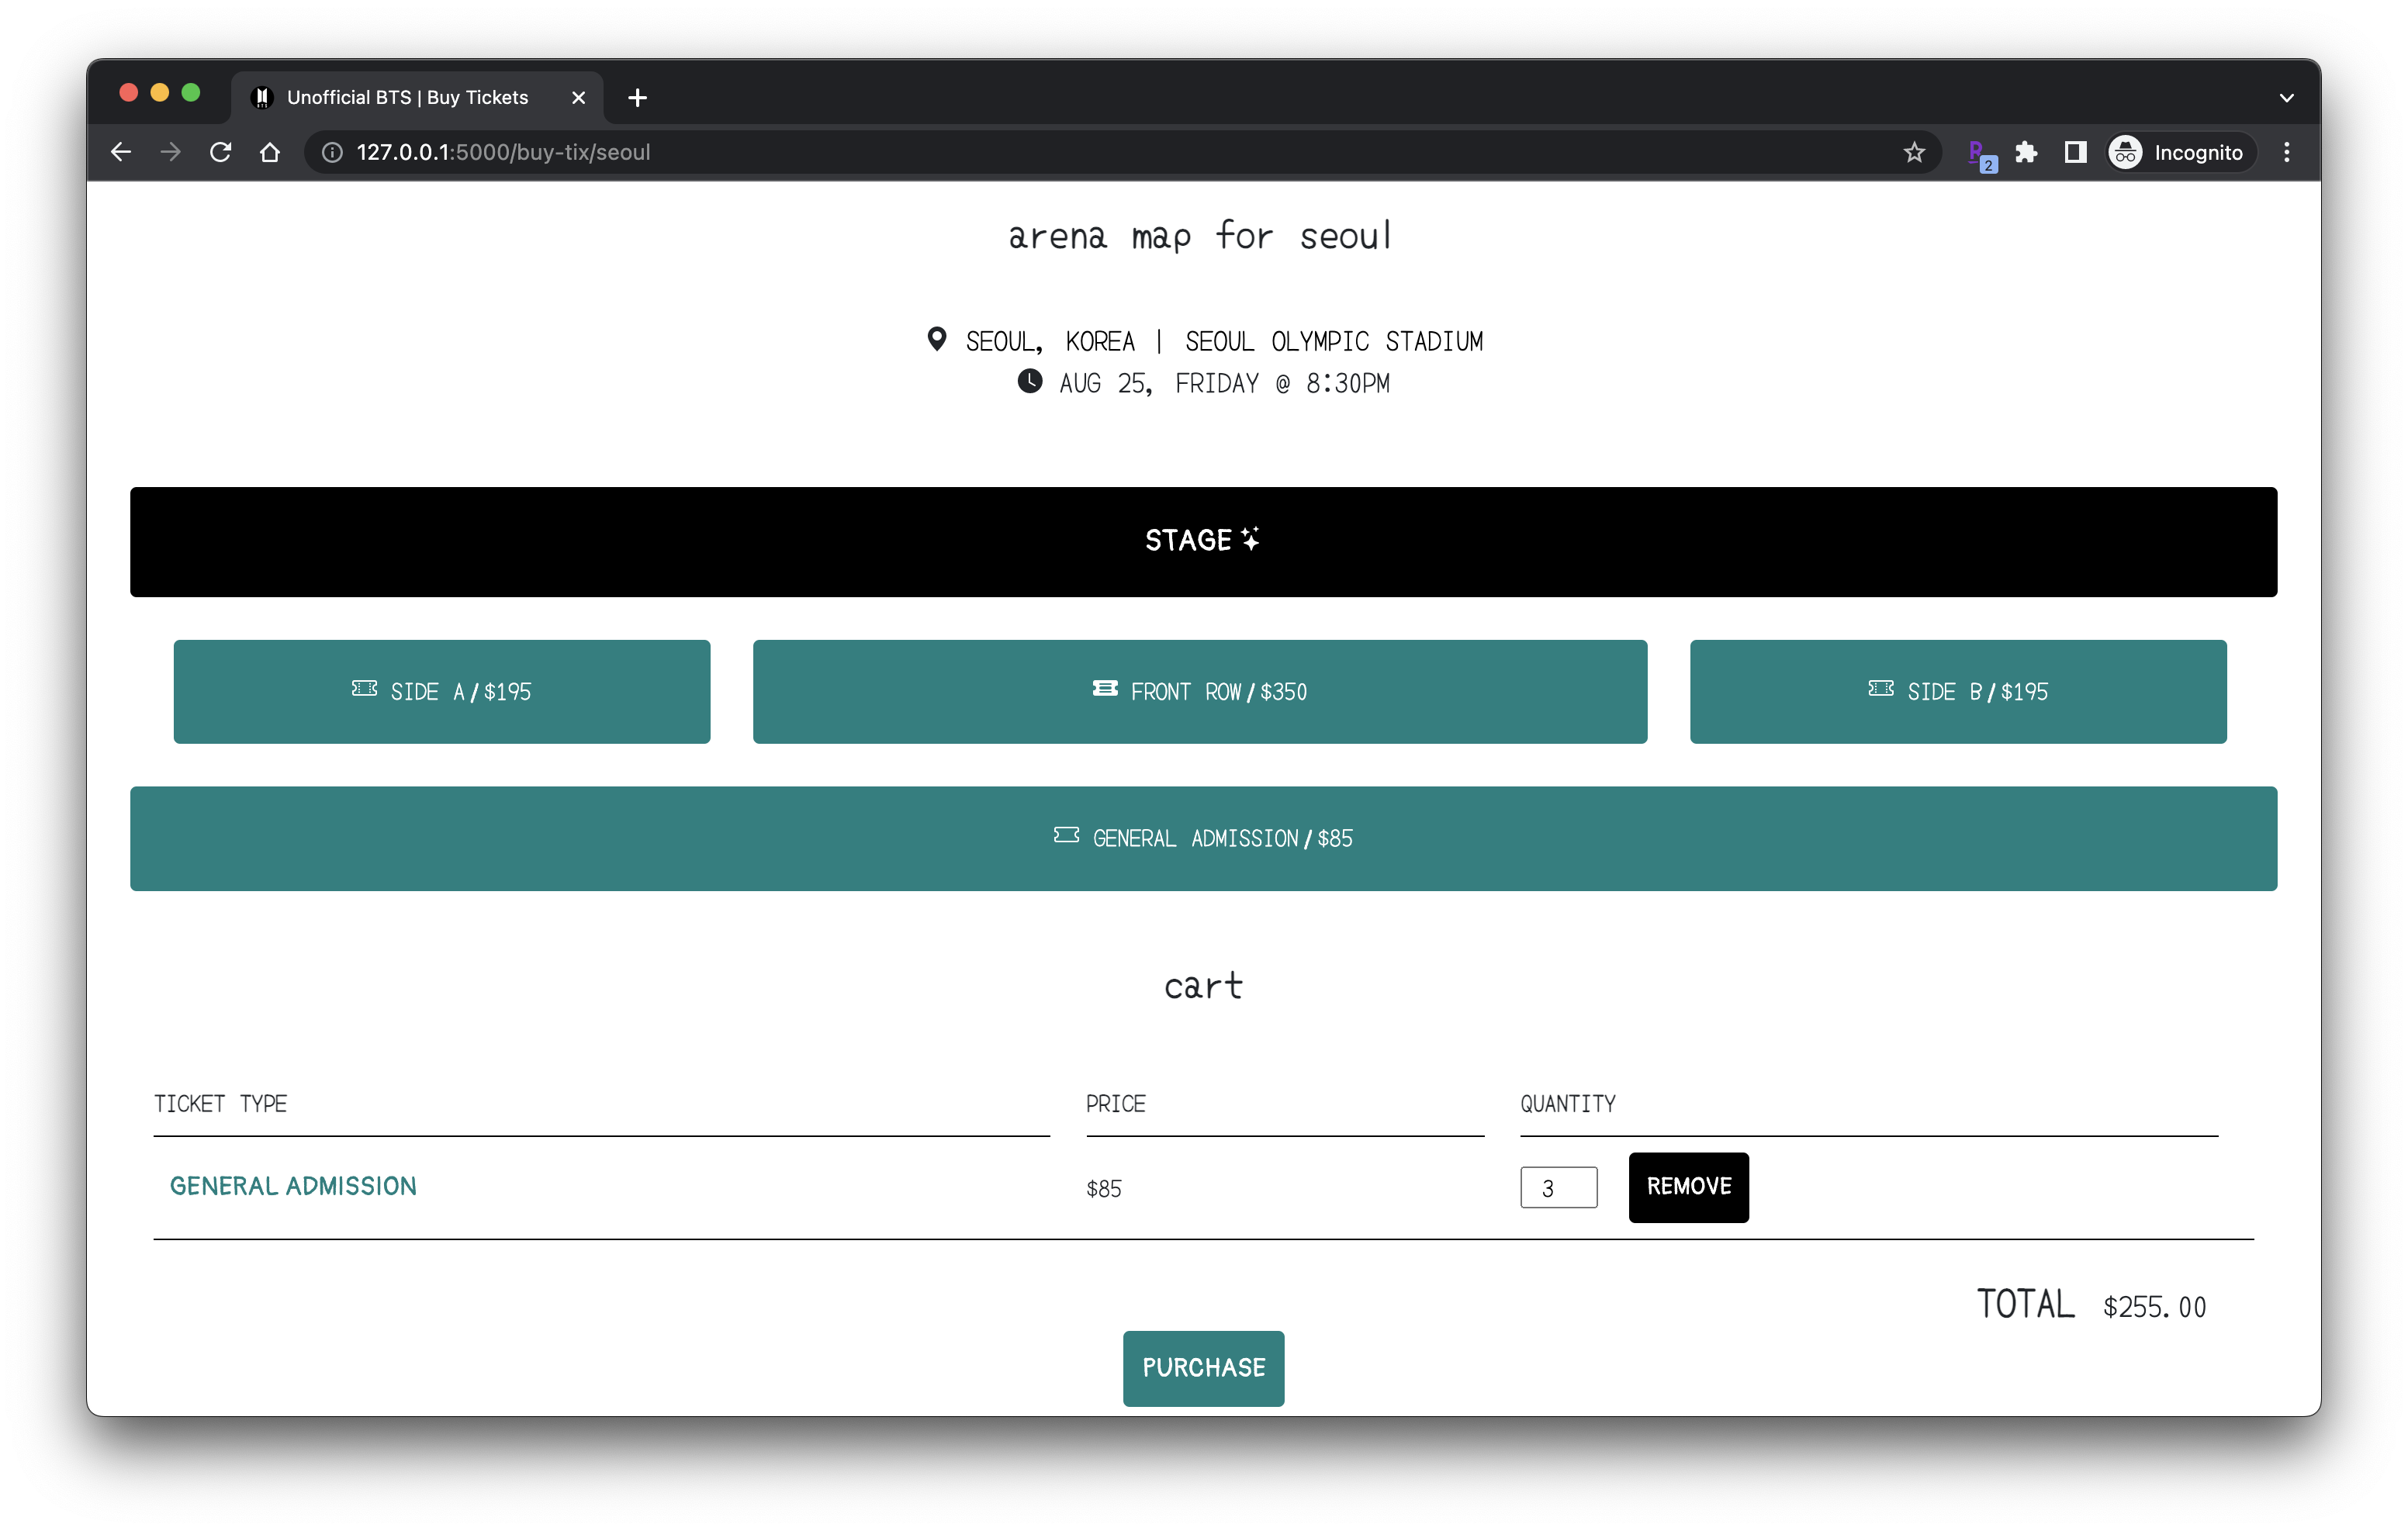 Unofficial BTS | Buy Tickets
127.0.0.1:5000/buy-tix/seoul
2
Incognito
arena map for seoul
SEOUL, KOREA | SEOUL OLYMPIC STADIUM
AUG 25, FRIDAY @ 8:30PM
STAGE
SIDE A/$195
FRONT ROW/$350
SIDE B/$195
GENERAL ADMISSION/$85
cart
TICKET TYPE PRICE QUANTITY
GENERAL ADMISSION $85 3 REMOVE
TOTAL $255.00
PURCHASE